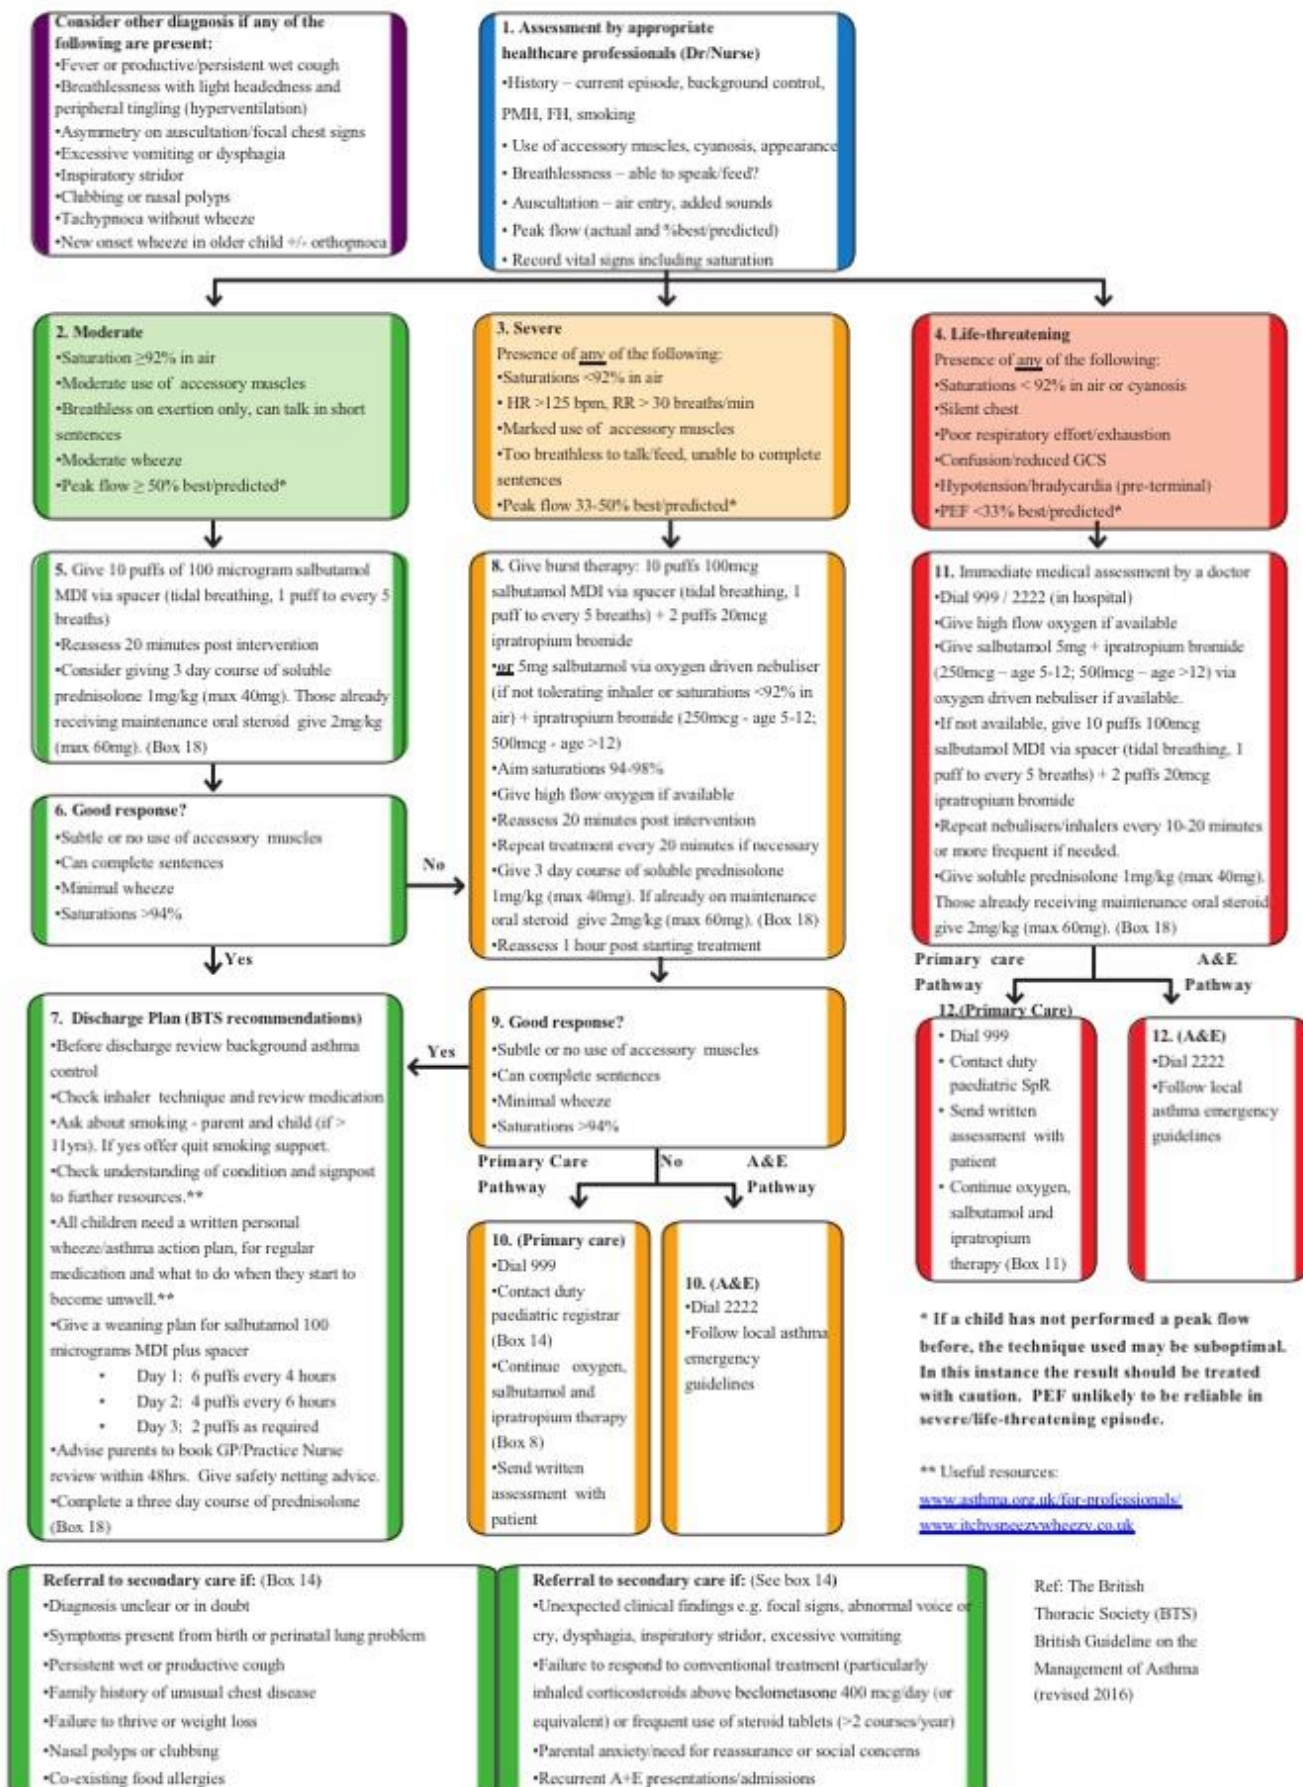 Consider other diagnosis if any of the
following are present:
•Fever or productive/persistent wet cough
•Breathlessness with light headedness and
peripheral tingling (hyperventilation)
•Asymmetry on auscultation/focal chest signs
•Excessive vomiting or dysphagia
•Inspiratory stridor
•Clubbing or nasal polyps
•Tachypnoea without wheeze
•New onset wheeze in older child +/- orthopnoea
1. Assessment by appropriate
healthcare professionals (Dr/Nurse)
•History – current episode, background control,
PMH, FH, smoking
• Use of accessory muscles, cyanosis, appearance
• Breathlessness – able to speak/feed?
• Auscultation – air entry, added sounds
• Peak flow (actual and %best/predicted)
• Record vital signs including saturation
2. Moderate
•Saturation ≥92% in air
•Moderate use of accessory muscles
•Breathless on exertion only, can talk in short
sentences
•Moderate wheeze
•Peak flow ≥ 50% best/predicted*
3. Severe
Presence of any of the following:
•Saturations <92% in air
• HR >125 bpm, RR > 30 breaths/min
•Marked use of accessory muscles
•Too breathless to talk/feed, unable to complete
sentences
•Peak flow 33-50% best/predicted*
4. Life-threatening
Presence of any of the following:
•Saturations < 92% in air or cyanosis
•Silent chest
•Poor respiratory effort/exhaustion
•Confusion/reduced GCS
•Hypotension/bradycardia (pre-terminal)
•PEF <33% best/predicted*
5. Give 10 puffs of 100 microgram salbutamol
MDI via spacer (tidal breathing, 1 puff to every 5
breaths)
•Reassess 20 minutes post intervention
•Consider giving 3 day course of soluble
prednisolone 1mg/kg (max 40mg). Those already
receiving maintenance oral steroid give 2mg/kg
(max 60mg). (Box 18)
6. Good response?
•Subtle or no use of accessory muscles
•Can complete sentences
•Minimal wheeze
•Saturations >94%
No
Yes
7. Discharge Plan (BTS recommendations)
•Before discharge review background asthma
control
•Check inhaler technique and review medication
•Ask about smoking - parent and child (if >
11yrs). If yes offer quit smoking support.
•Check understanding of condition and signpost
to further resources.**
•All children need a written personal
wheeze/asthma action plan, for regular
medication and what to do when they start to
become unwell.**
•Give a weaning plan for salbutamol 100
micrograms MDI plus spacer
• Day 1: 6 puffs every 4 hours
• Day 2: 4 puffs every 6 hours
• Day 3: 2 puffs as required
•Advise parents to book GP/Practice Nurse
review within 48hrs. Give safety netting advice.
•Complete a three day course of prednisolone
(Box 18)
8. Give burst therapy: 10 puffs 100mcg
salbutamol MDI via spacer (tidal breathing, 1
puff to every 5 breaths) + 2 puffs 20mcg
ipratropium bromide
•or 5mg salbutamol via oxygen driven nebuliser
(if not tolerating inhaler or saturations <92% in
air) + ipratropium bromide (250mcg - age 5-12;
500mcg - age >12)
•Aim saturations 94-98%
•Give high flow oxygen if available
•Reassess 20 minutes post intervention
•Repeat treatment every 20 minutes if necessary
•Give 3 day course of soluble prednisolone
1mg/kg (max 40mg). If already on maintenance
oral steroid give 2mg/kg (max 60mg). (Box 18)
•Reassess 1 hour post starting treatment
9. Good response?
•Subtle or no use of accessory muscles
•Can complete sentences
•Minimal wheeze
•Saturations >94%
Yes
Primary Care
Pathway
No
A&E
Pathway
10. (Primary care)
•Dial 999
•Contact duty
paediatric registrar
(Box 14)
•Continue oxygen,
salbutamol and
ipratropium therapy
(Box 8)
•Send written
assessment with
patient
10. (A&E)
•Dial 2222
•Follow local asthma
emergency
guidelines
11. Immediate medical assessment by a doctor
•Dial 999 / 2222 (in hospital)
•Give high flow oxygen if available
•Give salbutamol 5mg + ipratropium bromide
(250mcg – age 5-12; 500mcg – age >12) via
oxygen driven nebuliser if available.
•If not available, give 10 puffs 100mcg
salbutamol MDI via spacer (tidal breathing, 1
puff to every 5 breaths) + 2 puffs 20mcg
ipratropium bromide
•Repeat nebulisers/inhalers every 10-20 minutes
or more frequent if needed.
•Give soluble prednisolone 1mg/kg (max 40mg).
Those already receiving maintenance oral steroid
give 2mg/kg (max 60mg). (Box 18)
Primary care
Pathway
A&E
Pathway
12.(Primary Care)
• Dial 999
• Contact duty
paediatric SpR
• Send written
assessment with
patient
• Continue oxygen,
salbutamol and
ipratropium
therapy (Box 11)
12. (A&E)
•Dial 2222
•Follow local
asthma emergency
guidelines
* If a child has not performed a peak flow
before, the technique used may be suboptimal.
In this instance the result should be treated
with caution. PEF unlikely to be reliable in
severe/life-threatening episode.
** Useful resources:
www.asthma.org.uk/for-professionals/
www.itchysneezywheezy.co.uk
Referral to secondary care if: (Box 14)
•Diagnosis unclear or in doubt
•Symptoms present from birth or perinatal lung problem
•Persistent wet or productive cough
•Family history of unusual chest disease
•Failure to thrive or weight loss
•Nasal polyps or clubbing
•Co-existing food allergies
Referral to secondary care if: (See box 14)
•Unexpected clinical findings e.g. focal signs, abnormal voice or
cry, dysphagia, inspiratory stridor, excessive vomiting
•Failure to respond to conventional treatment (particularly
inhaled corticosteroids above beclometasone 400 mcg/day (or
equivalent) or frequent use of steroid tablets (>2 courses/year)
•Parental anxiety/need for reassurance or social concerns
•Recurrent A+E presentations/admissions
Ref: The British
Thoracic Society (BTS)
British Guideline on the
Management of Asthma
(revised 2016)